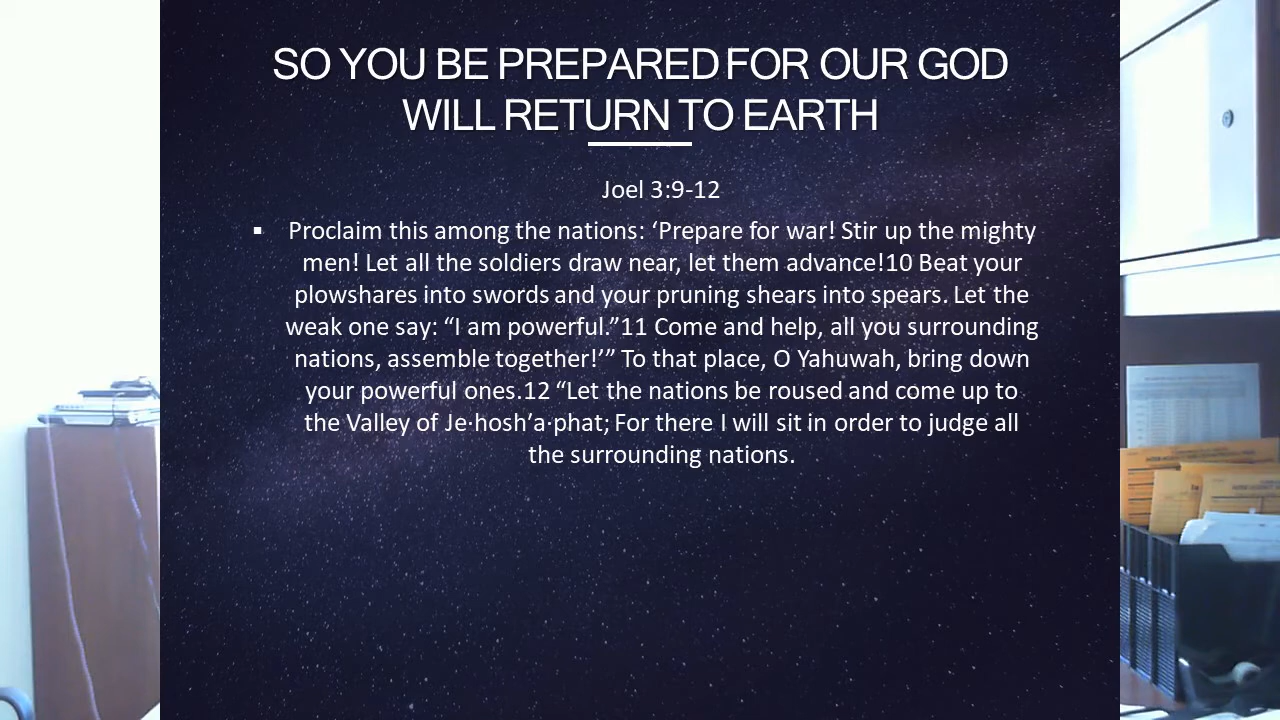 SO YOU BE PREPARED FOR OUR GOD
WILL RETURN TO EARTH
Joel 3:9-12
▪ Proclaim this among the nations: ‘Prepare for war! Stir up the mighty
men! Let all the soldiers draw near, let them advance!10 Beat your
plowshares into swords and your pruning shears into spears. Let the
weak one say: “I am powerful.”11 Come and help, all you surrounding
nations, assemble together!’” To that place, O Yahuwah, bring down
your powerful ones.12 “Let the nations be roused and come up to
the Valley of Je·hosh’a·phat; For there I will sit in order to judge all
the surrounding nations.